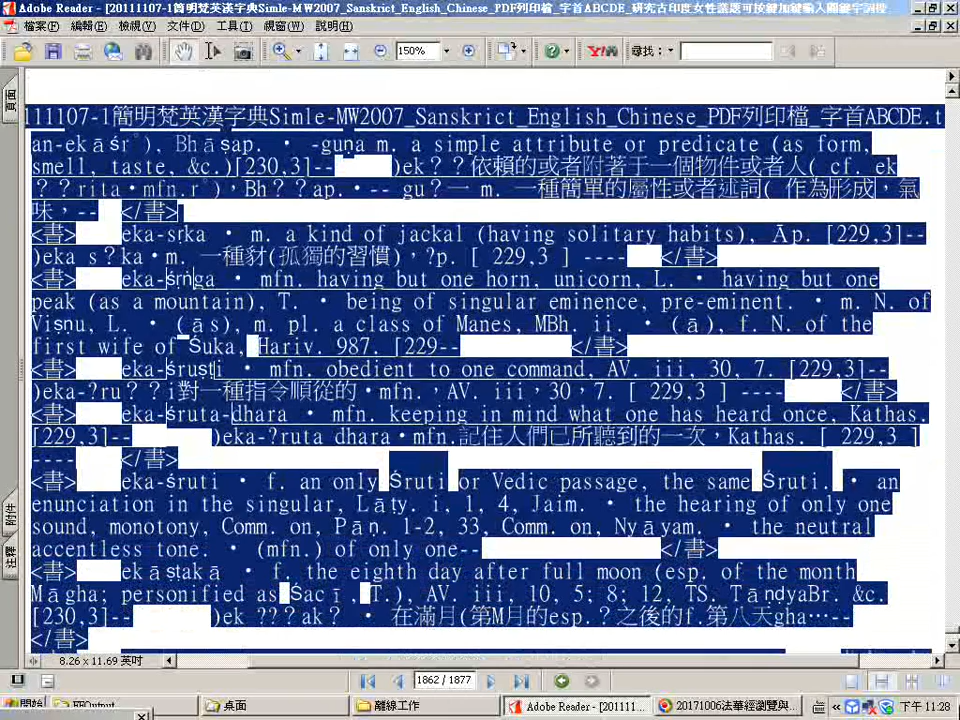 Adobe Reader - [20111107-1簡明梵英漢字典Simle-MW2007_Sanskrict_English_Chinese_PDF列印檔_字首ABCDE_研究古印度女性議題可按
檔案(F) 編輯(E) 檢視(V) 文件(D) 工具(T) 視窗(W) 說明(H)
150% Y! 尋找:
頁面
111107-1簡明梵英漢字典Simle-MW2007_Sanskrict_English_Chinese_PDF列印檔_字首ABCDE.t
an-ekāśr°), Bhāṣap. • -guṇa m. a simple attribute or predicate (as form,
smell, taste, &c.)[230,3]-- )ek??依賴的或者附著于一個物件或者人( cf. ek
??rita•mfn.r°), Bh??ap.•-- gu?一 m. 一種簡單的屬性或者述詞( 作為形成，氣
味，-- </書>
<書> eka-sṛka • m. a kind of jackal (having solitary habits), Āp. [229,3]--
)eka s?ka•m. 一種豺(孤獨的習慣)，?p. [ 229,3 ] ---- </書>
<書> eka-śṛṅga • mfn. having but one horn, unicorn, L. • having but one
peak (as a mountain), T. • being of singular eminence, pre-eminent. • m. N. of
Viṣṇu, L. • (ās), m. pl. a class of Manes, MBh. ii. • (ā), f. N. of the
first wife of Śuka, Hariv. 987. [229-- </書>
<書> eka-śruṣṭi • mfn. obedient to one command, AV. iii, 30, 7. [229,3]--
)eka-?ru??i對一種指令順從的•mfn.，AV. iii，30，7. [ 229,3 ] ---- </書>
<書> eka-śruta-dhara • mfn. keeping in mind what one has heard once, Kathas.
[229,3]-- )eka-?ruta dhara•mfn.記住人們已所聽到的一次，Kathas. [ 229,3 ]
---- </書>
<書> eka-śruti • f. an only Śruti or Vedic passage, the same Śruti. • an
enunciation in the singular, Lāṭy. i, 1, 4, Jaim. • the hearing of only one
sound, monotony, Comm. on, Pāṇ. 1-2, 33, Comm. on, Nyāyam. • the neutral
accentless tone. • (mfn.) of only one-- </書>
<書> ekāṣṭakā • f. the eighth day after full moon (esp. of the month
Māgha; personified as Śacī, T.), AV. iii, 10, 5; 8; 12, TS. TāṇḍyaBr. &c.
[230,3]-- )ek ???ak? • 在滿月(第M月的esp.?之後的f.第八天gha…--
</書>
附件
注釋
8.26 x 11.69 英吋
1862 / 1877
開始 FFOutput 桌面 離線工作 Adobe Reader - [201111... 20171006法華經瀏覽與... 下午 11:28